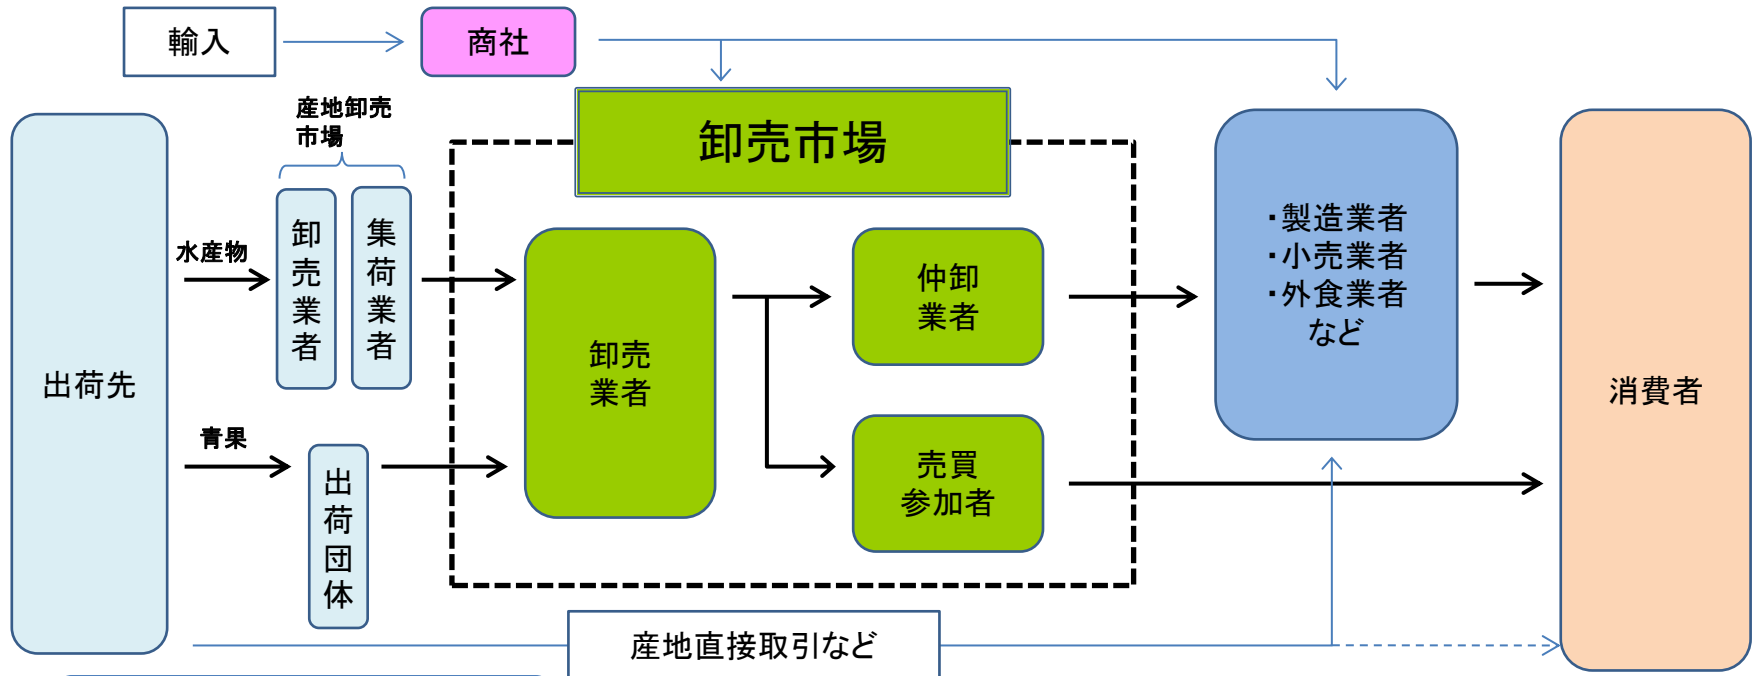 輸入
商社
産地卸売
市場
卸売市場
出荷先
水産物
卸売業者
集荷業者
青果
出荷団体
卸売
業者
仲卸
業者
売買
参加者
・製造業者
・小売業者
・外食業者
など
消費者
産地直接取引など